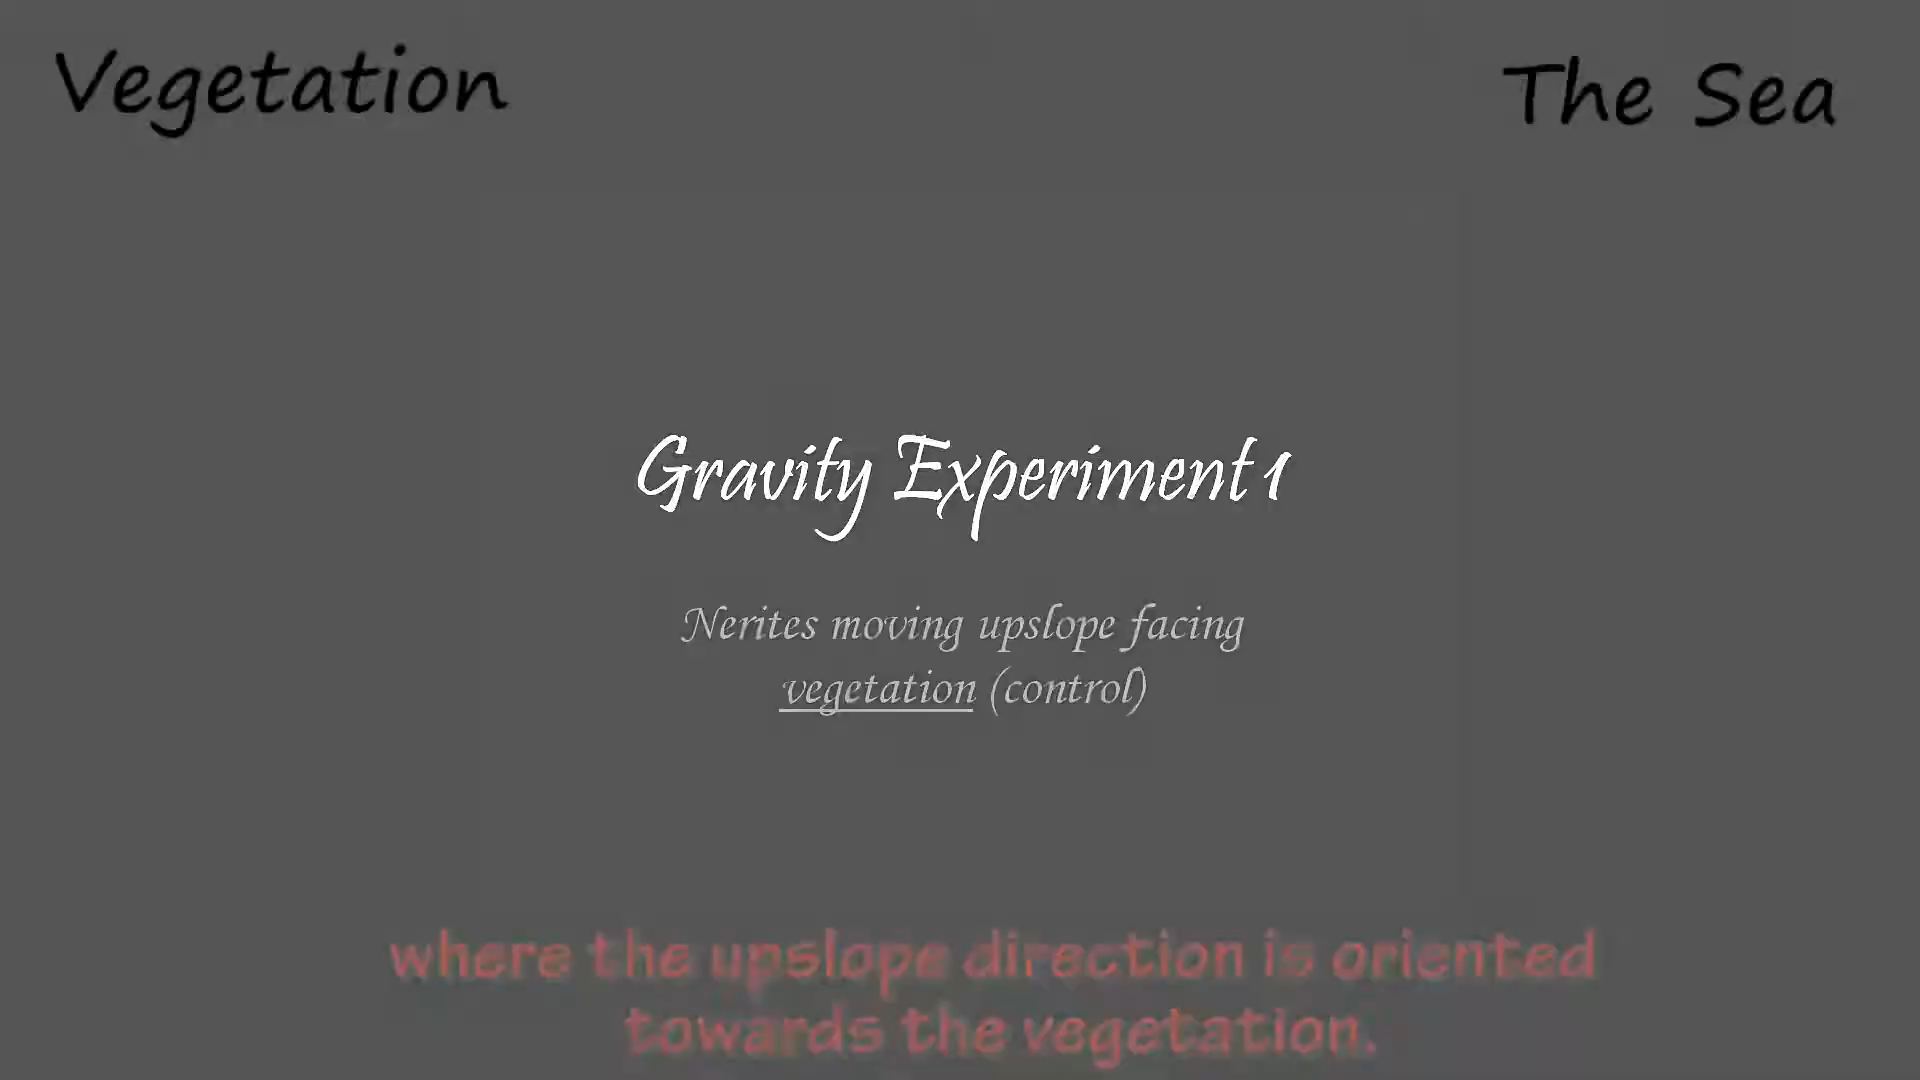 Vegetation
The Sea
Gravity Experiment 1
Nerites moving upslope facing
vegetation (control)
where the upslope direction is oriented
towards the vegetation.